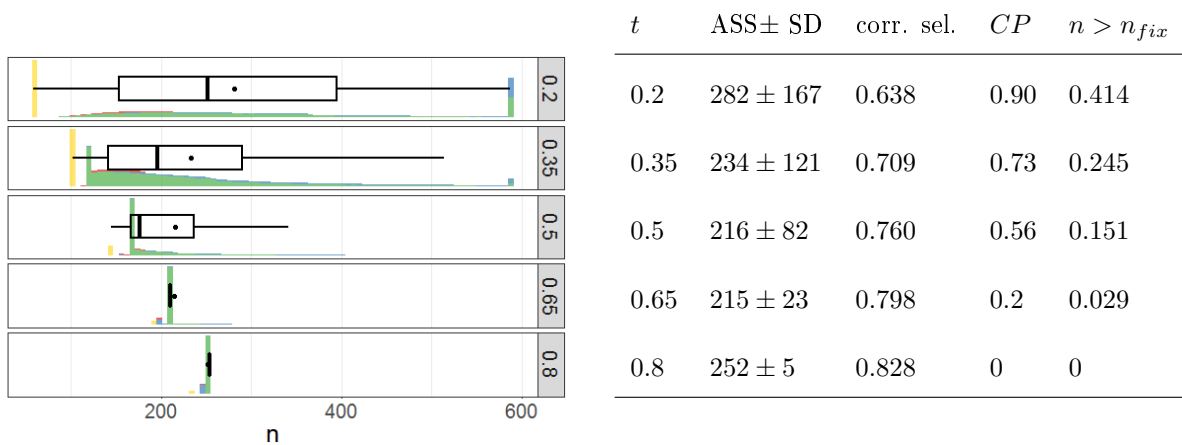 0.2
0.35
0.5
0.65
0.8
200 400 600
n
t ASS± SD corr. sel. CP n > n_{fix}
0.2 282 ± 167 0.638 0.90 0.414
0.35 234 ± 121 0.709 0.73 0.245
0.5 216 ± 82 0.760 0.56 0.151
0.65 215 ± 23 0.798 0.2 0.029
0.8 252 ± 5 0.828 0 0